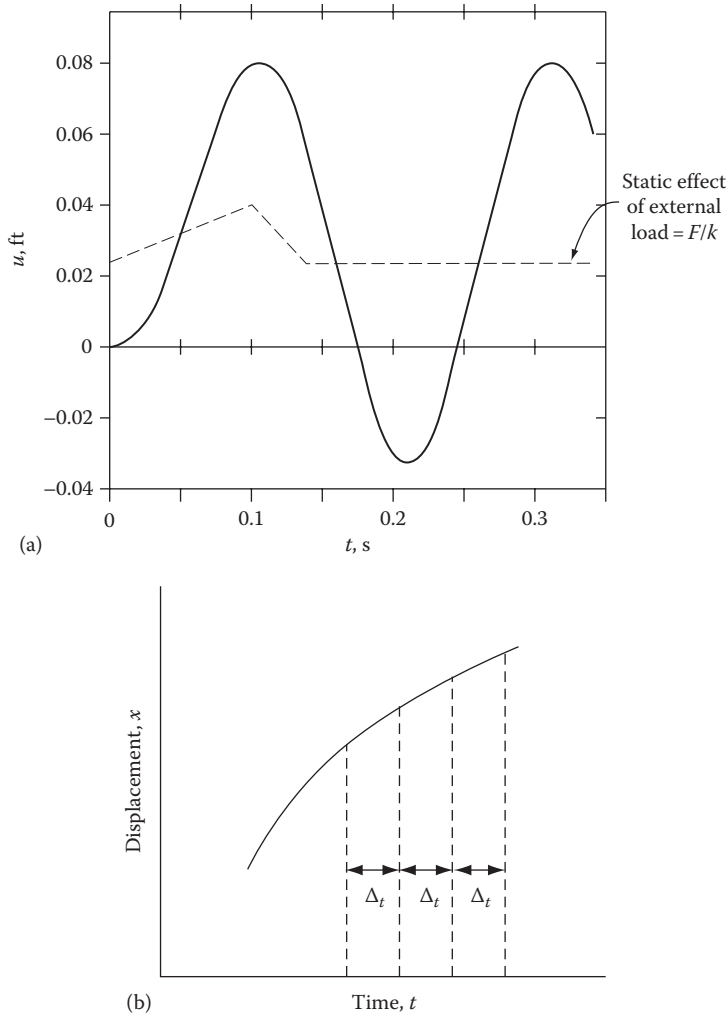 0.08
0.06
0.04
0.02
0
−0.02
−0.04
u, ft
0
0.1
0.2
0.3
t, s
Static effect
of external
load = F/k
(a)
Displacement, x
Δt
Δt
Δt
Time, t
(b)